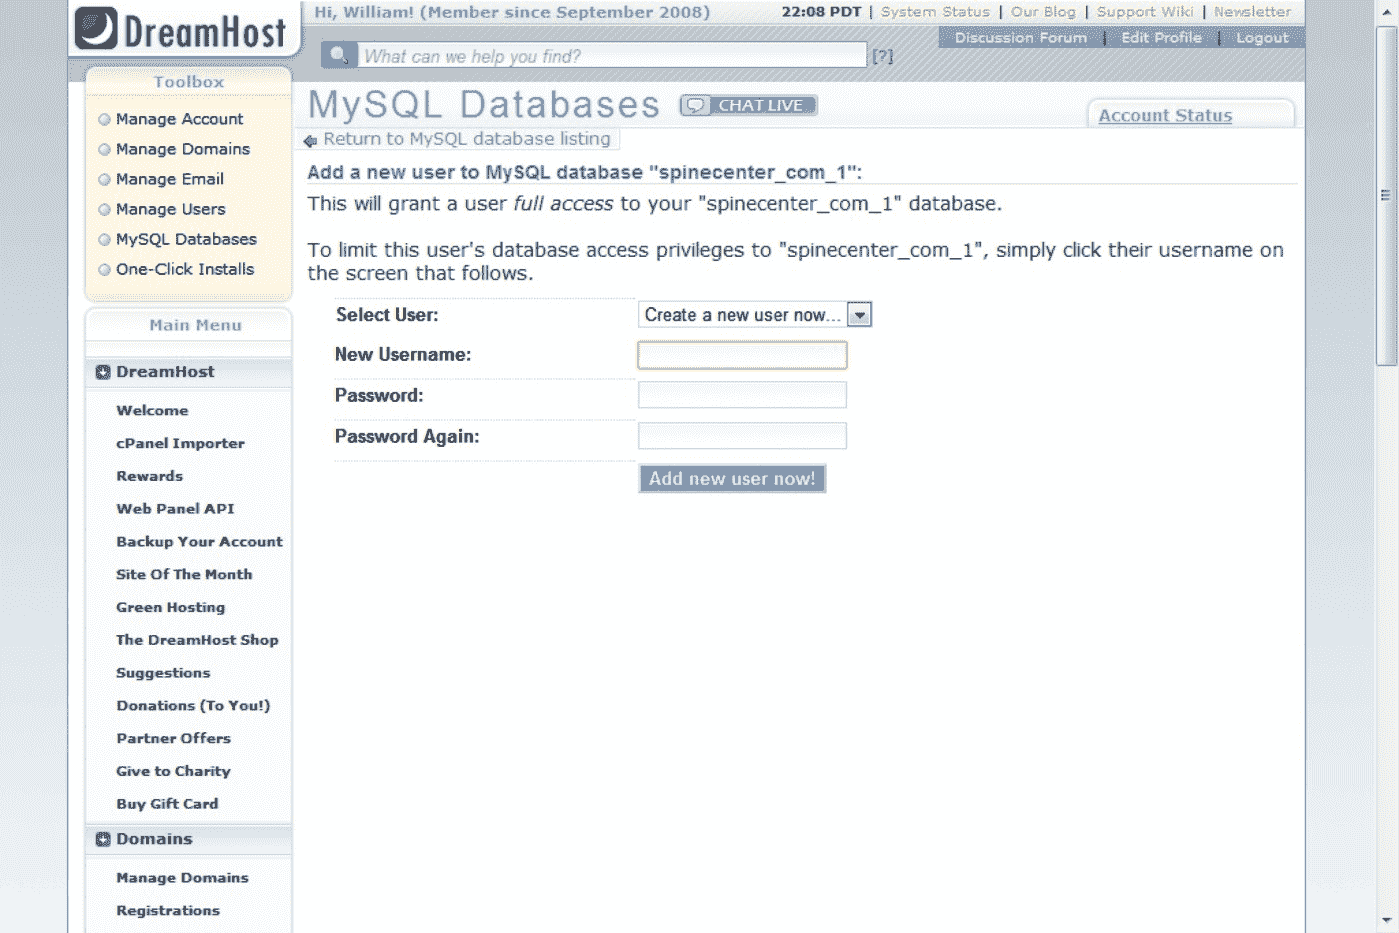 DreamHost
Hi, William! (Member since September 2008)
22:08 PDT | System Status | Our Blog | Support Wiki | Newsletter
Discussion Forum | Edit Profile | Logout
What can we help you find?
[?]
Toolbox
Manage Account
Manage Domains
Manage Email
Manage Users
MySQL Databases
One-Click Installs
Main Menu
DreamHost
Welcome
cPanel Importer
Rewards
Web Panel API
Backup Your Account
Site Of The Month
Green Hosting
The DreamHost Shop
Suggestions
Donations (To You!)
Partner Offers
Give to Charity
Buy Gift Card
Domains
Manage Domains
Registrations
MySQL Databases
CHAT LIVE
Account Status
Return to MySQL database listing
Add a new user to MySQL database "spinecenter_com_1":
This will grant a user full access to your "spinecenter_com_1" database.
To limit this user's database access privileges to "spinecenter_com_1", simply click their username on
the screen that follows.
Select User:
Create a new user now...
New Username:
Password:
Password Again:
Add new user now!